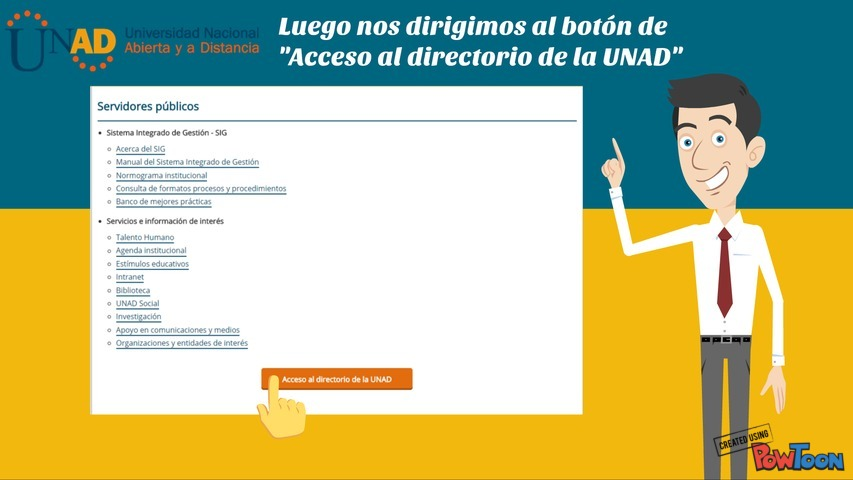 UNAD
Universidad Nacional
Abierta y a Distancia
Luego nos dirigimos al botón de
"Acceso al directorio de la UNAD"
Servidores públicos
Sistema Integrado de Gestión - SIG
Acerca del SIG
Manual del Sistema Integrado de Gestión
Normograma institucional
Consulta de formatos procesos y procedimientos
Banco de mejores prácticas
Servicios e información de interés
Talento Humano
Agenda institucional
Estímulos educativos
Intranet
Biblioteca
UNAD Social
Investigación
Apoyo en comunicaciones y medios
Organizaciones y entidades de interés
Acceso al directorio de la UNAD
CREATED USING
POWTOON